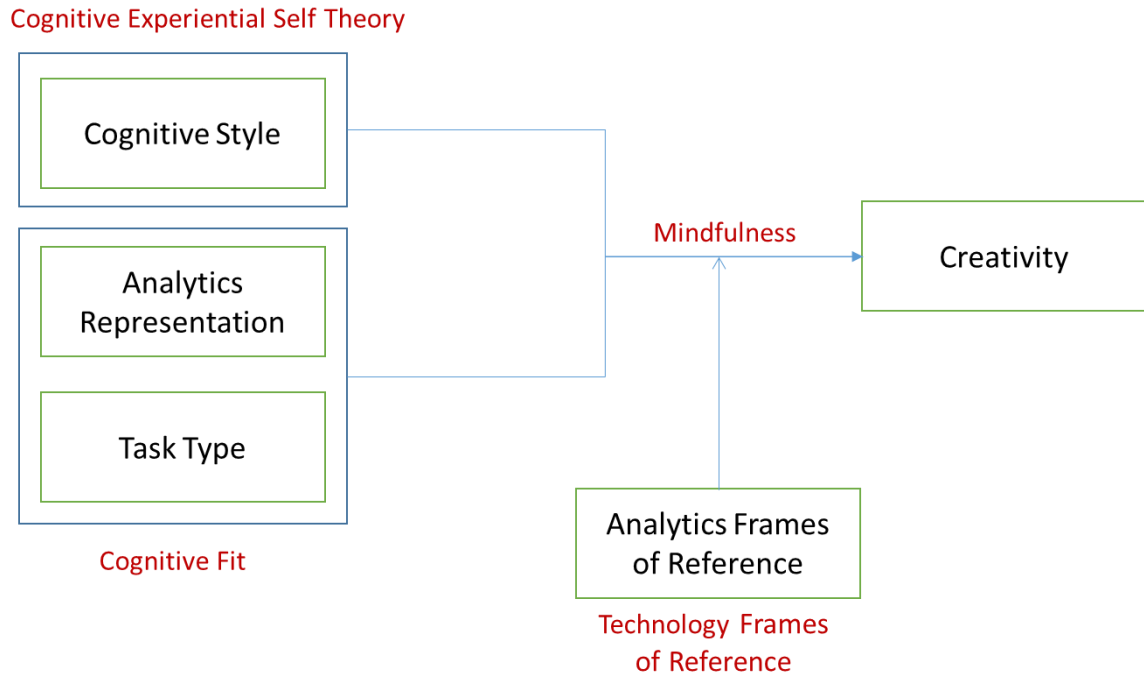 Cognitive Experiential Self Theory
Cognitive Style
Analytics
Representation
Task Type
Cognitive Fit
Mindfulness
Creativity
Analytics Frames
of Reference
Technology Frames
of Reference